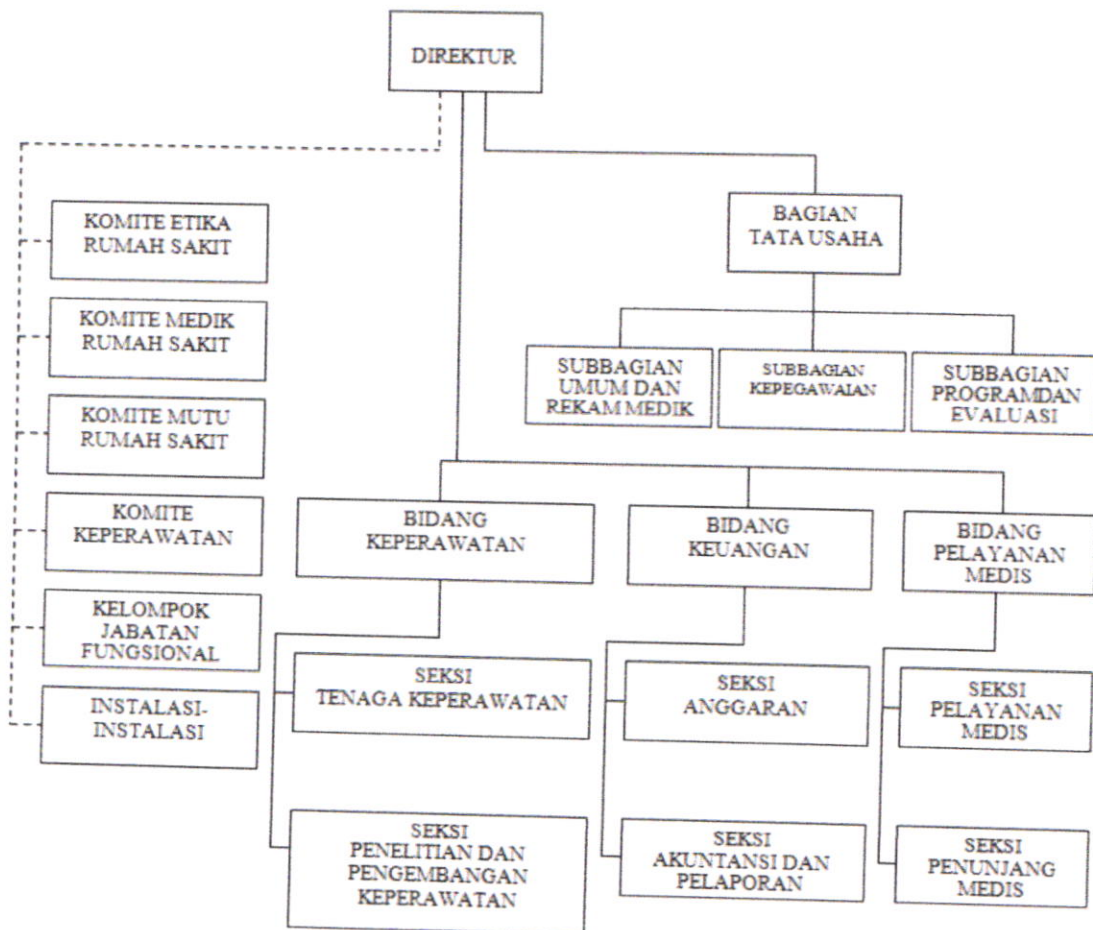 DIREKTUR
BAGIAN
TATA USAHA
KOMITE ETIKA
RUMAH SAKIT
KOMITE MEDIK
RUMAH SAKIT
KOMITE MUTU
RUMAH SAKIT
KOMITE
KEPERAWATAN
KELOMPOK
JABATAN
FUNGSIONAL
INSTALASI-
INSTALASI
SUBBAGIAN
UMUM DAN
REKAM MEDIK
SUBBAGIAN
KEPEGAWAIAN
SUBBAGIAN
PROGRAMDAN
EVALUASI
BIDANG
KEPERAWATAN
BIDANG
KEUANGAN
BIDANG
PELAYANAN
MEDIS
SEKSI
TENAGA KEPERAWATAN
SEKSI
ANGGARAN
SEKSI
PELAYANAN
MEDIS
SEKSI
PENELITIAN DAN
PENGEMBANGAN
KEPERAWATAN
SEKSI
AKUNTANSI DAN
PELAPORAN
SEKSI
PENUNJANG
MEDIS